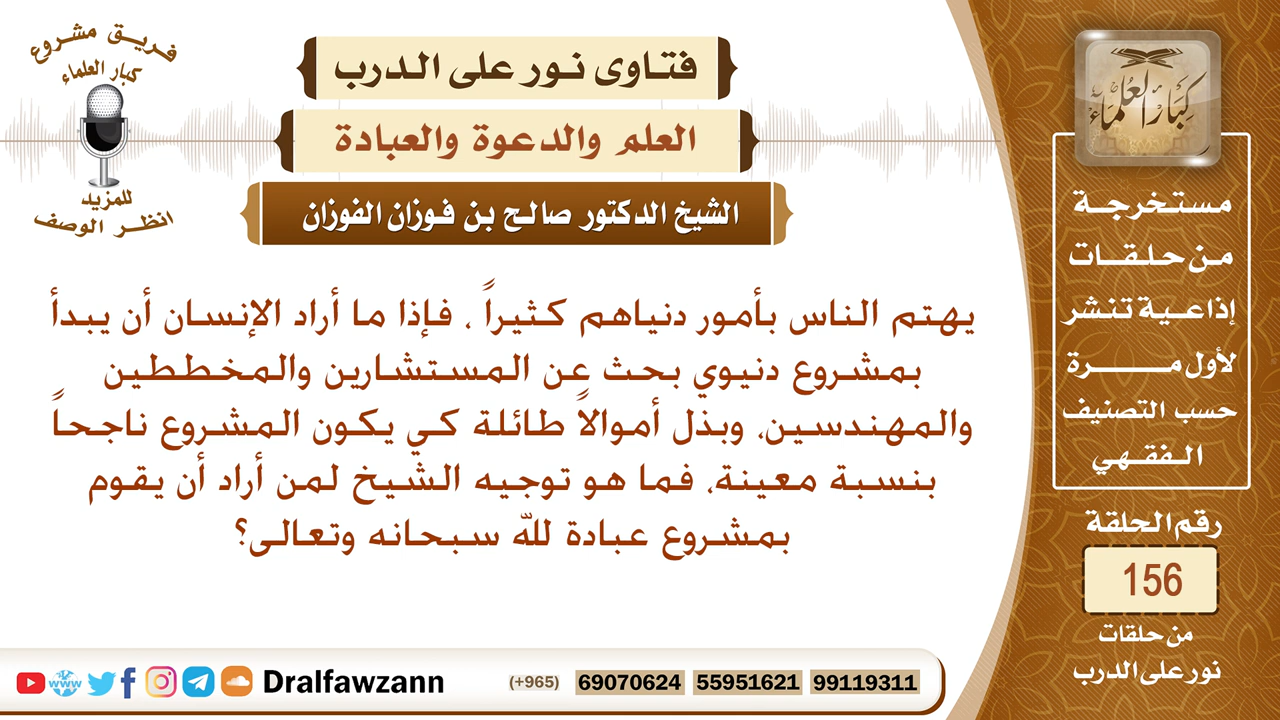 فريق مشروع
كبار العلماء
للمزيد
انظر الوصف
فتاوى نور على الدرب
العلم والدعوة والعبادة
الشيخ الدكتور صالح بن فوزان الفوزان
يهتم الناس بأمور دنياهم كثيراً ، فإذا ما أراد الإنسان أن يبدأ
بمشروع دنيوي بحث عن المستشارين والمخططين
والمهندسين، وبذل أموالاً طائلة كي يكون المشروع ناجحاً
بنسبة معينة، فما هو توجيه الشيخ لمن أراد أن يقوم
بمشروع عبادة لله سبحانه وتعالى؟
كبار العلماء
مستخرجة
من حلقات
إذاعية تنشر
لأول مرة
حسب التصنيف
الفقهي
رقم الحلقة
156
من حلقات
نور على الدرب
www
Dralfawzann (+965) 69070624 55951621 99119311